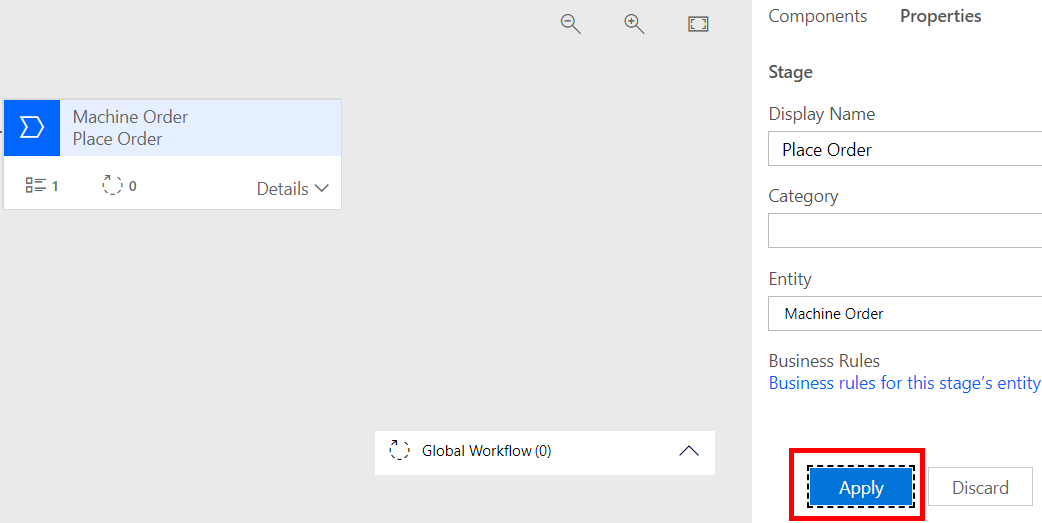 Components Properties
Machine Order
Place Order
1 0 Details
Global Workflow (0)
Stage
Display Name
Place Order
Category
Entity
Machine Order
Business Rules
Business rules for this stage’s entity
Apply Discard